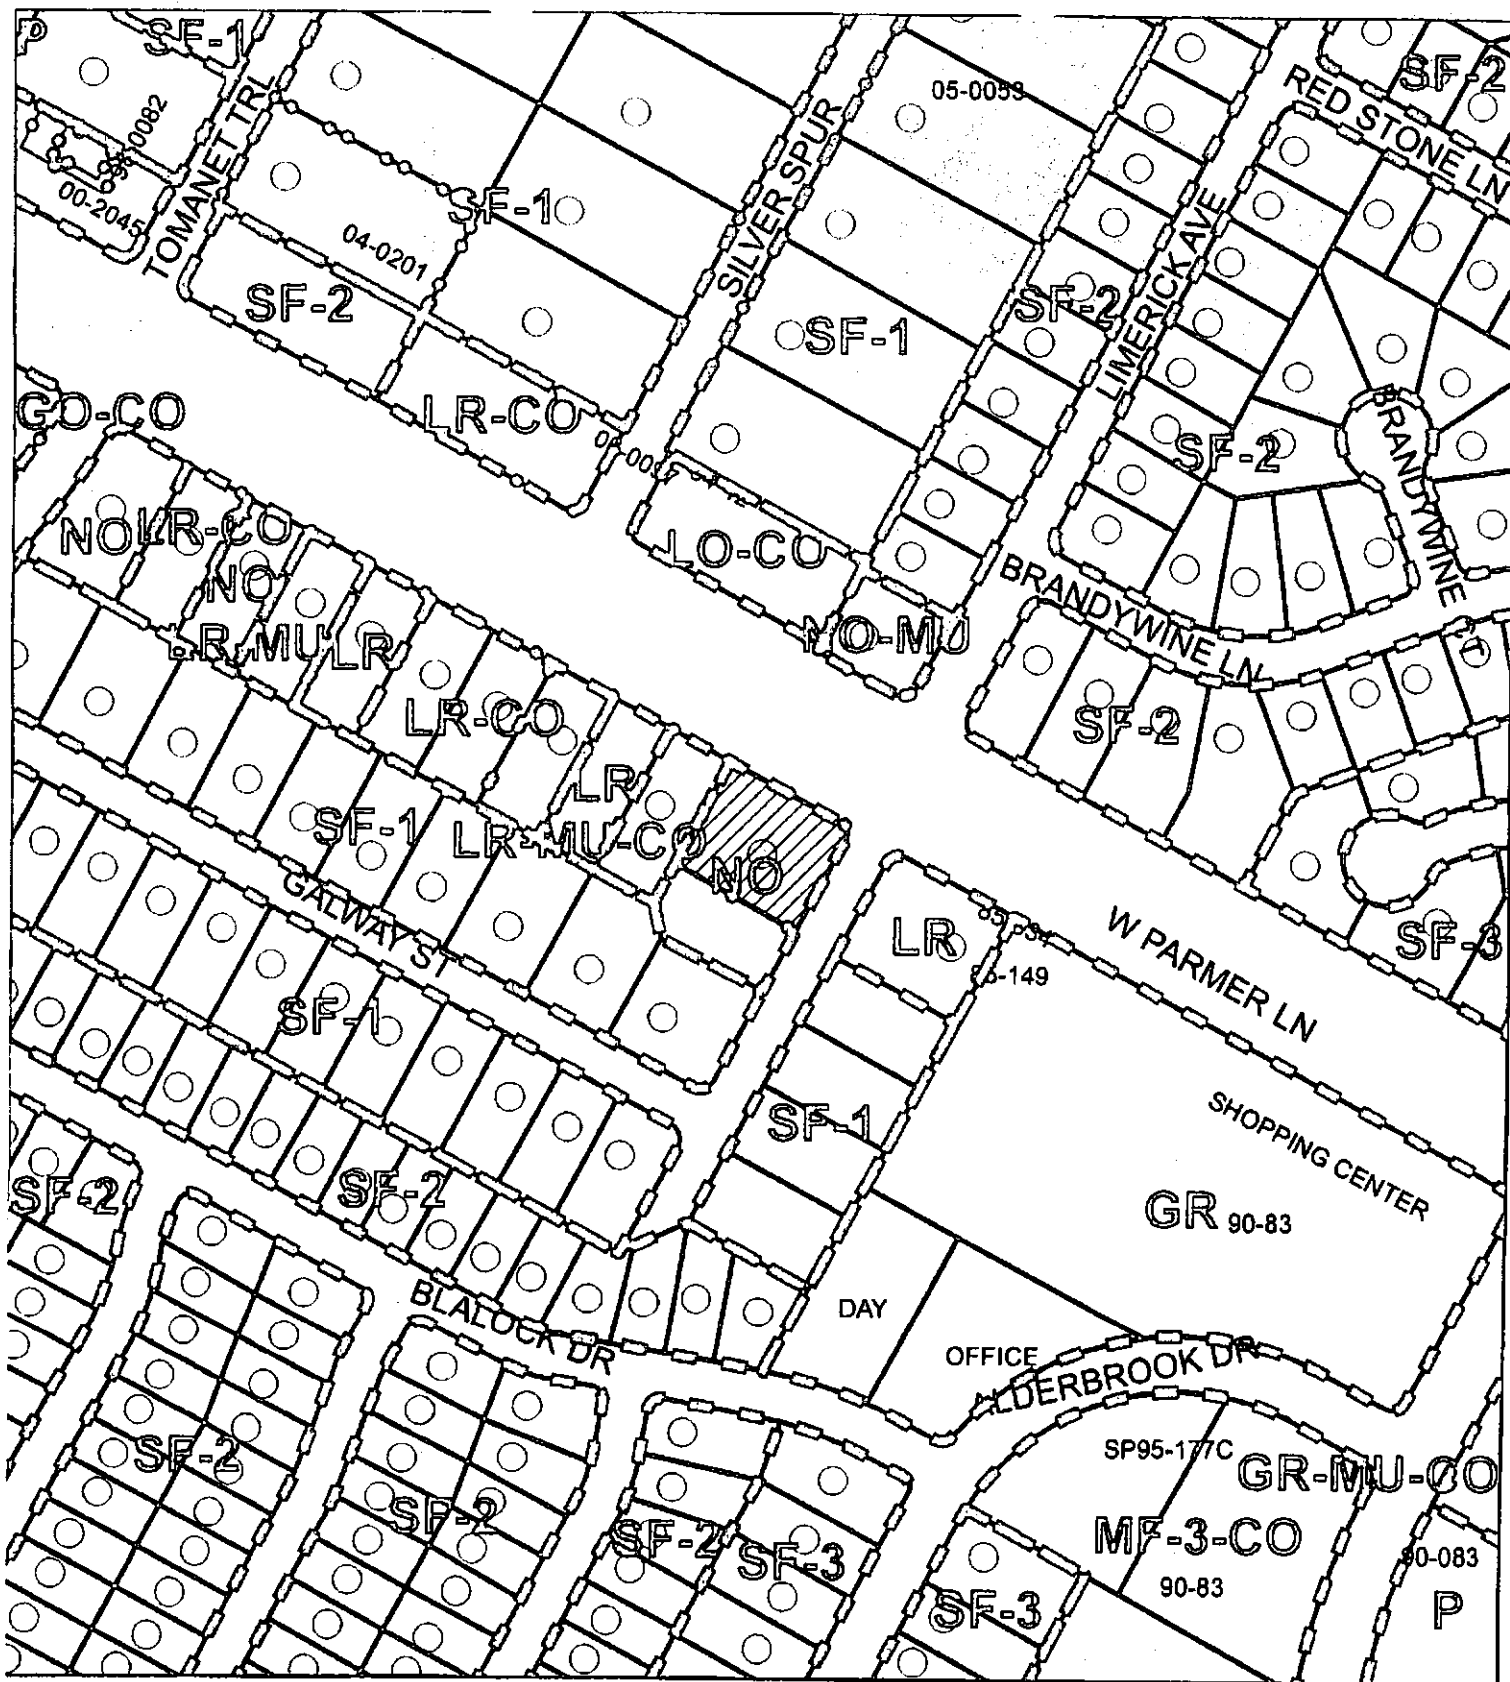 P
SF-1
05-0053
SF-2
RED STONE LN
00-2045
TOMANET TRL
SF-1
04-0201
SILVER SPUR
SF-2
SF-1
SF-2
LIMERICK AVE
GO-CO
LR-CO
SF-2
BRANDYWINE CT
NO
LR-CO
LO-CO
BRANDYWINE LN
NO
NO-MU
LR-MU
LR
LR-CO
SF-2
LR
SF-1
LR-MU-CO
NO
GALWAY ST
LR
W PARMER LN
SF-3
SF-1
SF-1
SHOPPING CENTER
SF-2
SF-2
GR
90-83
BLALOCK DR
DAY
OFFICE
SF-2
SP95-177C
GR-MU-CO
SF-2
SF-2
SF-3
MF-3-CO
90-083
90-83
SF-3
P